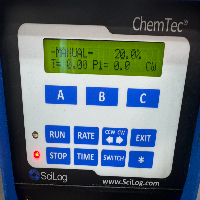 ChemTec®
-MANUAL- 20.0%
T= 0.00 P1= 0.0 CW
A B C
RUN RATE CCW CW EXIT
STOP TIME SWITCH *
SciLog
www.SciLog.com